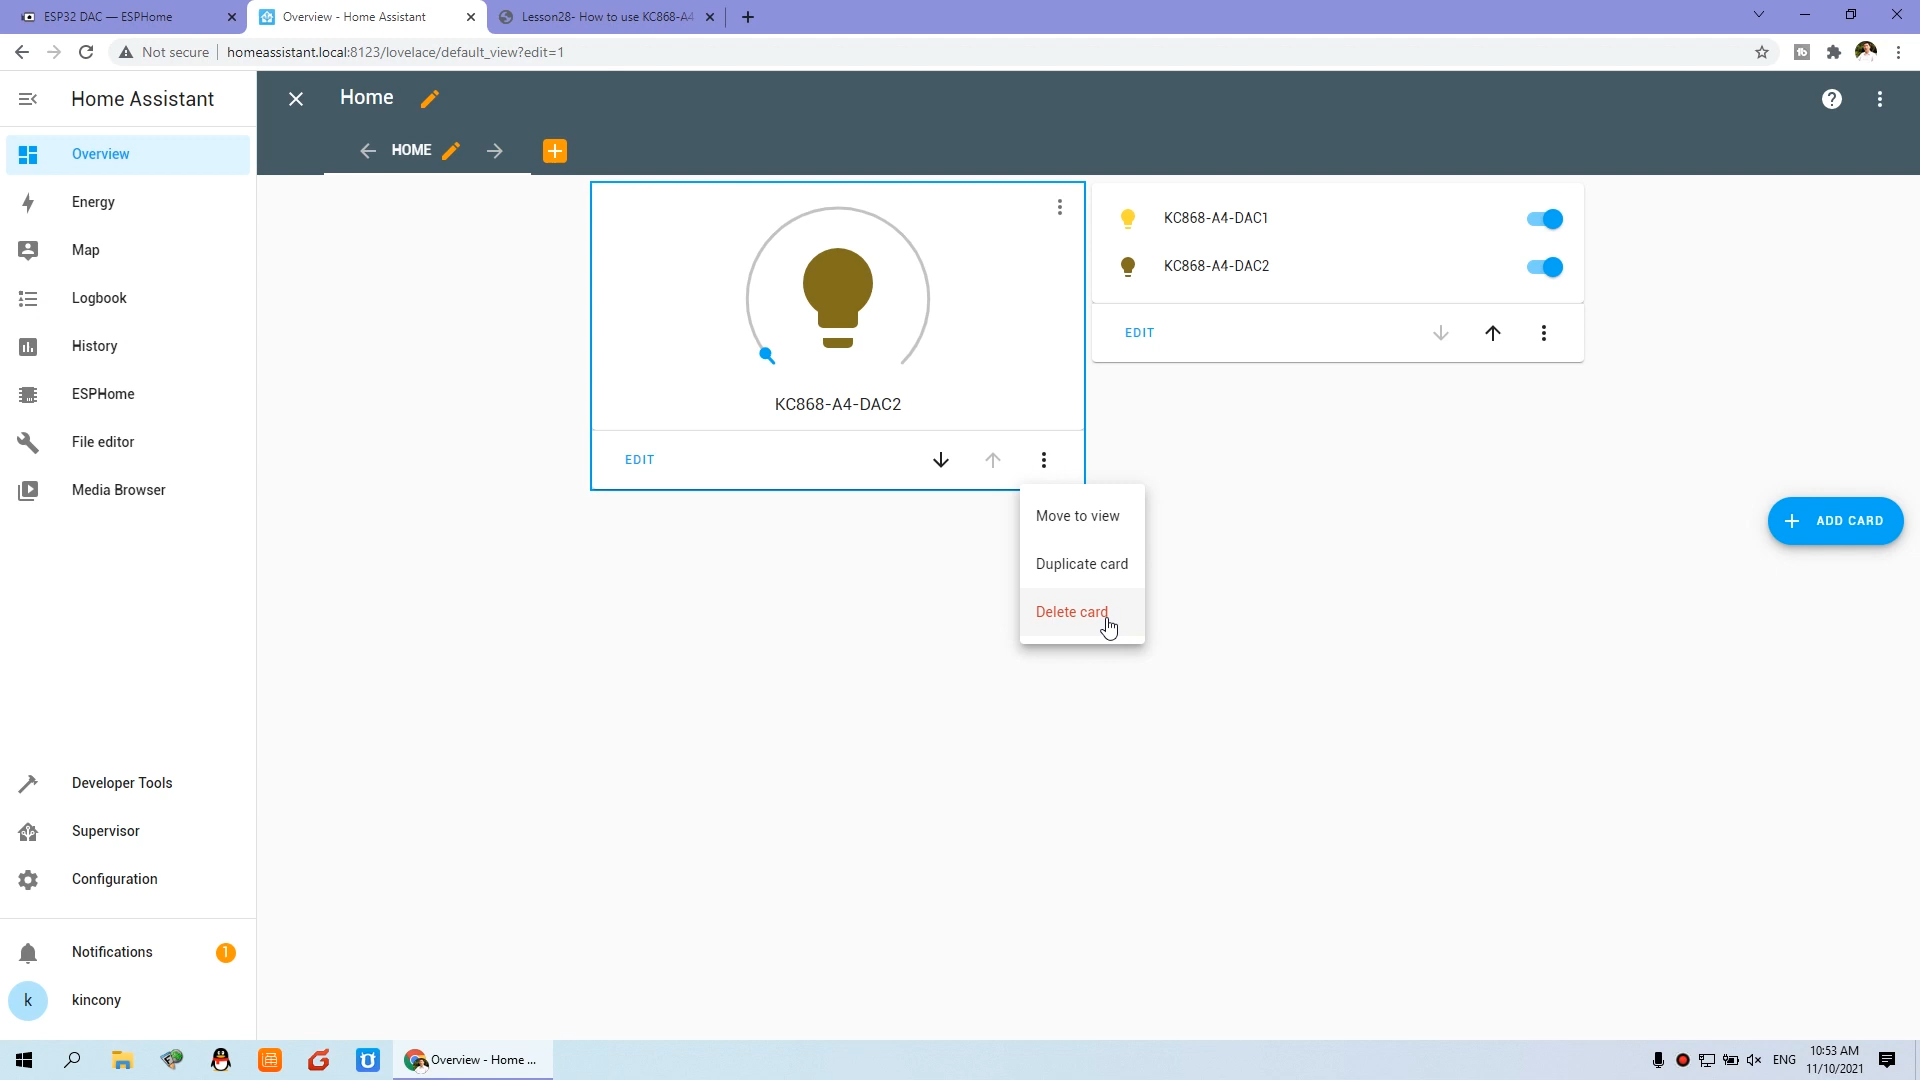 ESP32 DAC — ESPHome
Overview - Home Assistant
Lesson28- How to use KC868-A4
Not secure
homeassistant.local:8123/lovelace/default_view?edit=1
Home Assistant
Home
HOME
Overview
Energy
Map
Logbook
History
ESPHome
File editor
Media Browser
Developer Tools
Supervisor
Configuration
Notifications
1
k
kincony
KC868-A4-DAC2
EDIT
Move to view
Duplicate card
Delete card
KC868-A4-DAC1
KC868-A4-DAC2
EDIT
ADD CARD
Overview - Home ...
ENG
10:53 AM
11/10/2021